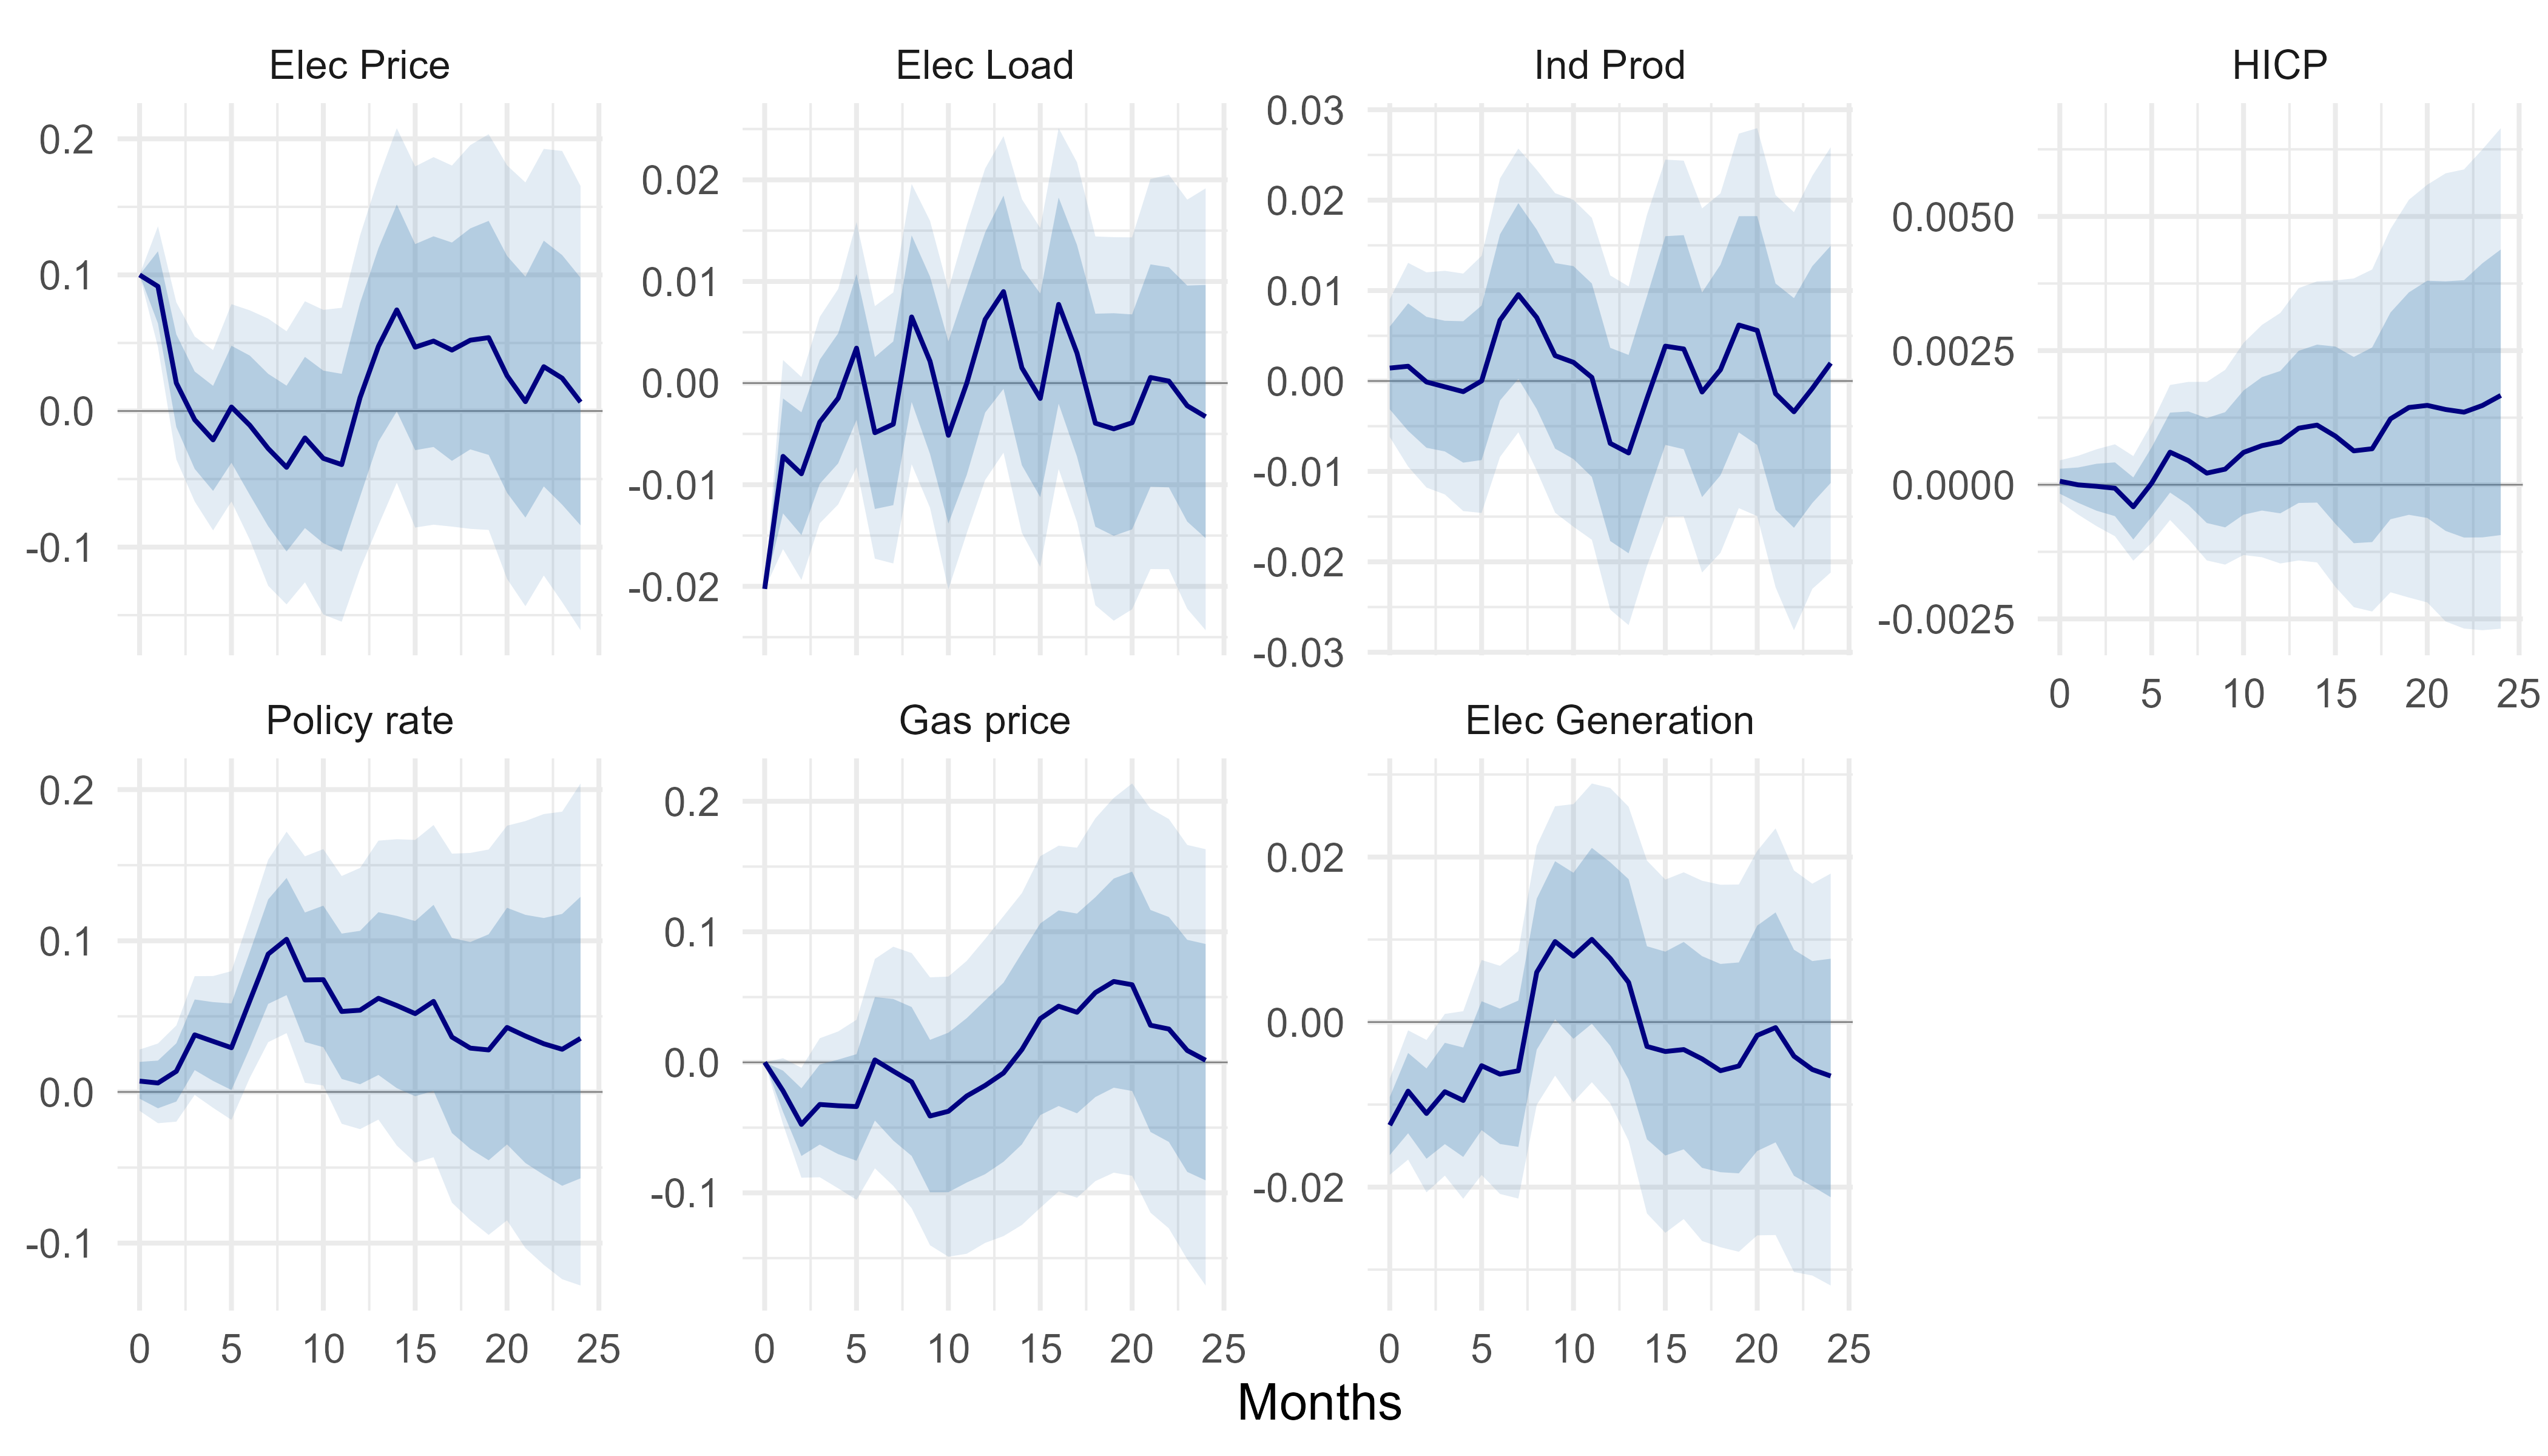 Elec Price
Elec Load
Ind Prod
HICP
0.2
0.1
0.0
-0.1
0.02
0.01
0.00
-0.01
-0.02
0.03
0.02
0.01
0.00
-0.01
-0.02
-0.03
0.0050
0.0025
0.0000
-0.0025
0 5 10 15 20 25
Policy rate
Gas price
Elec Generation
0.2
0.1
0.0
-0.1
0.2
0.1
0.0
-0.1
0.02
0.00
-0.02
0 5 10 15 20 25
0 5 10 15 20 25
0 5 10 15 20 25
Months